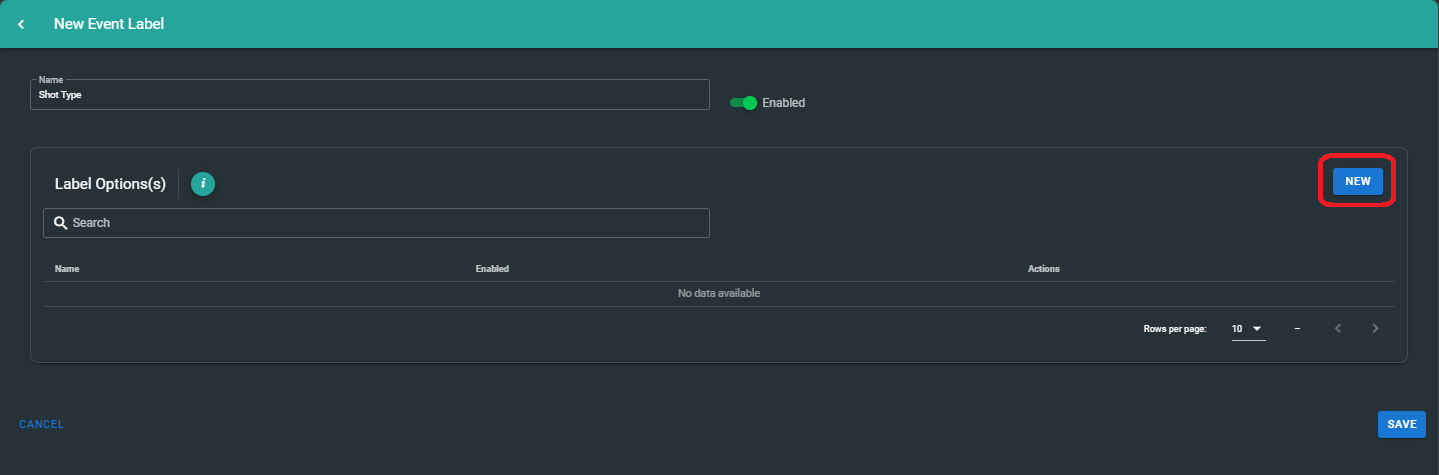 New Event Label
Name
Shot Type
Enabled
Label Options(s)
i
NEW
Search
Name Enabled Actions
No data available
Rows per page: 10 –
CANCEL
SAVE